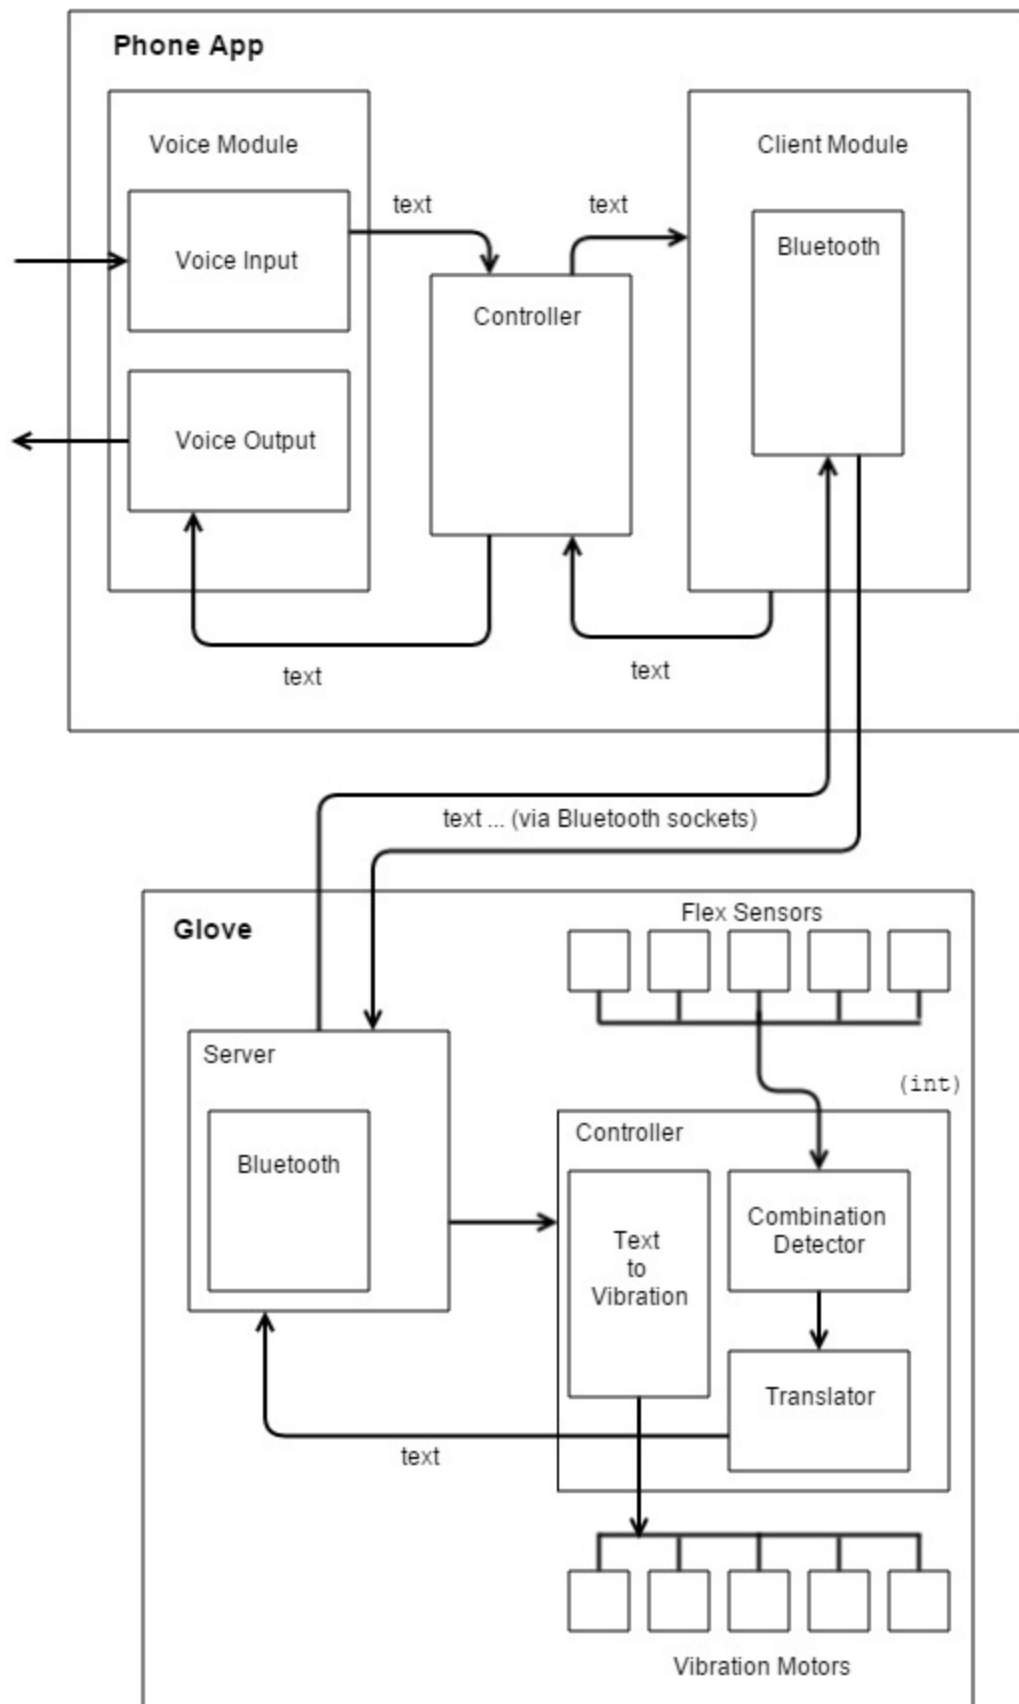 Phone App
Voice Module
Client Module
text
text
Voice Input
Bluetooth
Controller
Voice Output
text
text
text ... (via Bluetooth sockets)
Glove
Flex Sensors
Server
(int)
Controller
Bluetooth
Text
to
Vibration
Combination
Detector
Translator
text
Vibration Motors